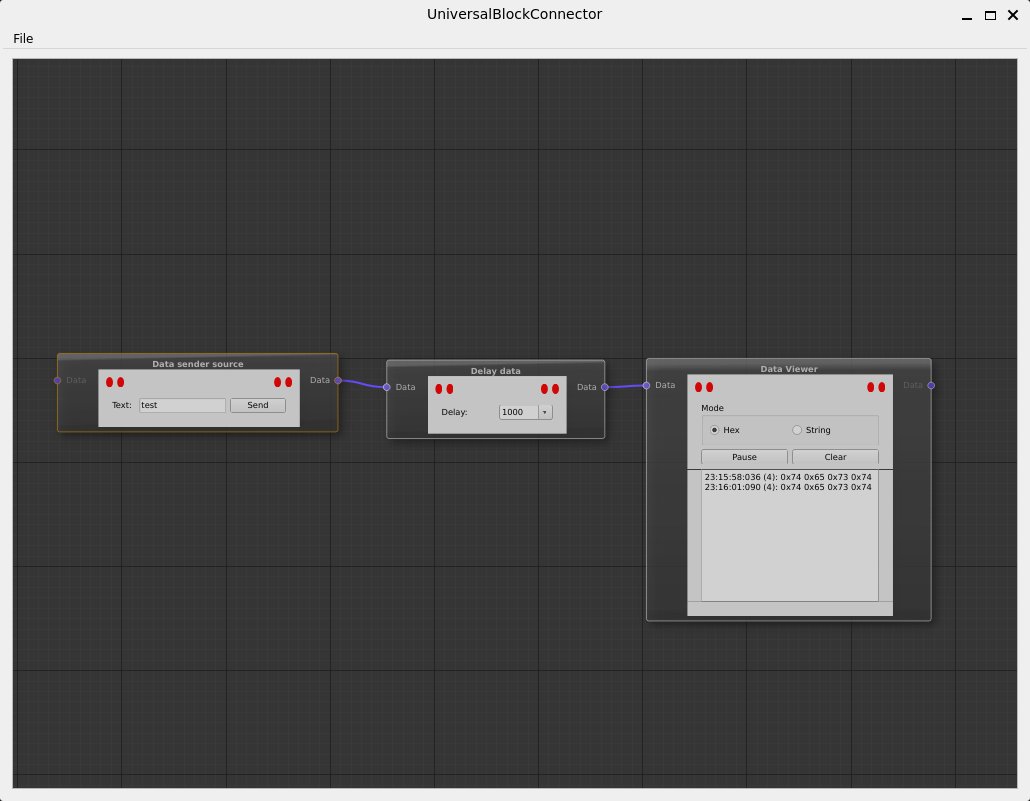 UniversalBlockConnector
File
Data sender source
Data
Data
Text:
test
Send
Delay data
Data
Data
Delay:
1000
Data Viewer
Data
Data
Mode
Hex
String
Pause
Clear
23:15:58:036 (4): 0x74 0x65 0x73 0x74
23:16:01:090 (4): 0x74 0x65 0x73 0x74